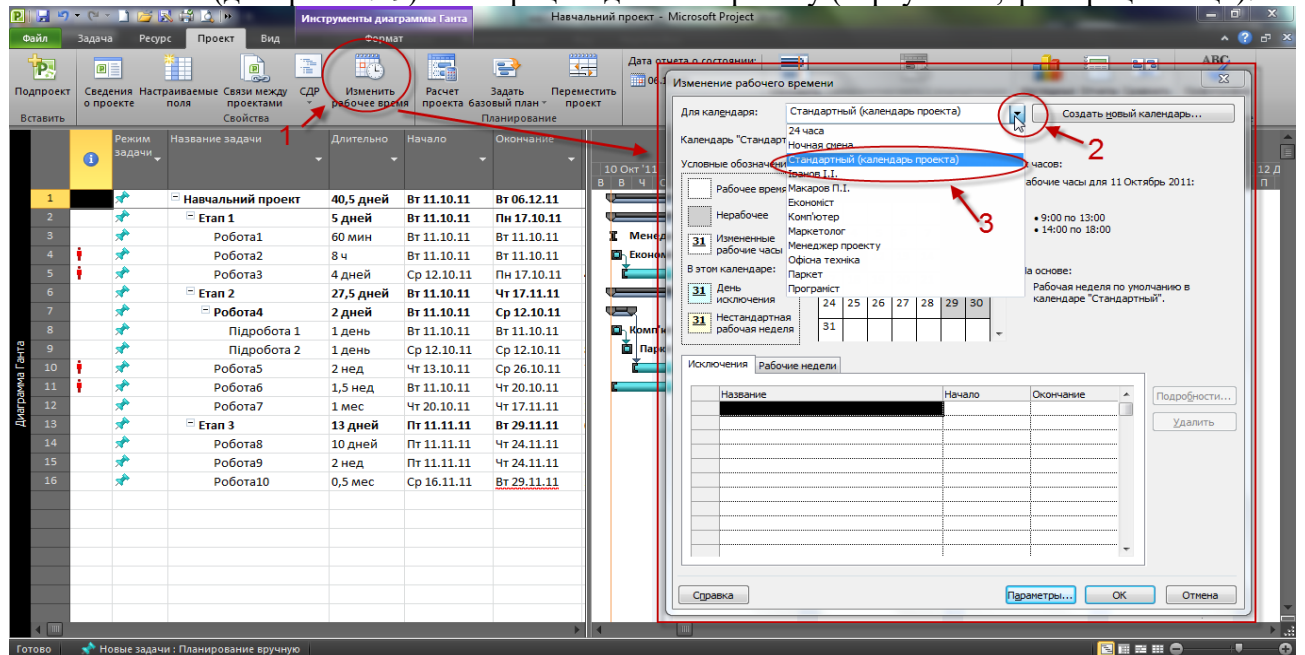 Инструменты диаграммы Ганта
Навчальний проект - Microsoft Project
Файл Задача Ресурс Проект Вид Формат
Подпроект
Сведения о проекте
Настраиваемые поля
Связи между проектами
СДР
Изменить рабочее время
Расчет проекта
Задать базовый план
Переместить проект
Дата отчета о состоянии:
Вставить Свойства Планирование
1
Режим задачи Название задачи Длительно Начало Окончание
10 Окт '11
В В Ч
1 Навчальний проект 40,5 дней Вт 11.10.11 Вт 06.12.11
2 Етап 1 5 дней Вт 11.10.11 Пн 17.10.11
3 Робота1 60 мин Вт 11.10.11 Вт 11.10.11
4 Робота2 8 ч Вт 11.10.11 Вт 11.10.11
5 Робота3 4 дней Ср 12.10.11 Пн 17.10.11
6 Етап 2 27,5 дней Вт 11.10.11 Чт 17.11.11
7 Робота4 2 дней Вт 11.10.11 Ср 12.10.11
8 Підробота 1 1 день Вт 11.10.11 Вт 11.10.11
9 Підробота 2 1 день Ср 12.10.11 Ср 12.10.11
10 Робота5 2 нед Чт 13.10.11 Ср 26.10.11
11 Робота6 1,5 нед Вт 11.10.11 Чт 20.10.11
12 Робота7 1 мес Чт 20.10.11 Чт 17.11.11
13 Етап 3 13 дней Пт 11.11.11 Вт 29.11.11
14 Робота8 10 дней Пт 11.11.11 Чт 24.11.11
15 Робота9 2 нед Пт 11.11.11 Чт 24.11.11
16 Робота10 0,5 мес Ср 16.11.11 Вт 29.11.11
Диаграмма Ганта
Изменение рабочего времени
Для календаря: Стандартный (календарь проекта) Создать новый календарь...
2
Календарь "Стандарт
24 часа
Ночная смена
Стандартный (календарь проекта)
Іванов І.І.
Макаров П.І.
Економіст
Комп'ютер
Маркетолог
Менеджер проекту
Офісна техніка
Паркет
Програміст
3
Условные обозначени
Рабочее время
Нерабочее
31 Измененные рабочие часы
В этом календаре:
31 День исключения
31 Нестандартная рабочая неделя
24 25 26 27 28 29 30
31
часов:
абочие часы для 11 Октябрь 2011:
• 9:00 по 13:00
• 14:00 по 18:00
а основе:
Рабочая неделя по умолчанию в
календаре "Стандартный".
Исключения Рабочие недели
Название Начало Окончание
Подробности...
Удалить
Справка Параметры... ОК Отмена
Готово Новые задачи : Планирование вручную